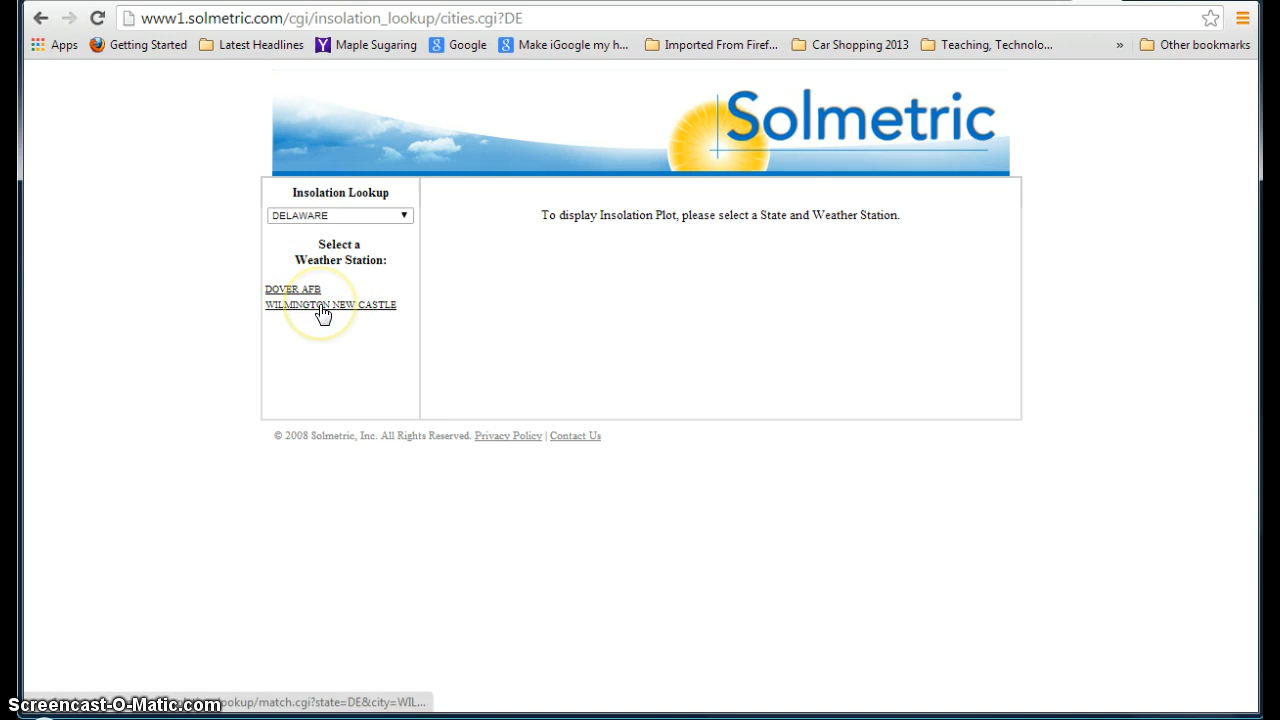 www1.solmetric.com/cgi/insolation_lookup/cities.cgi?DE
Apps Getting Started Latest Headlines Maple Sugaring Google Make iGoogle my h... Imported From Firef... Car Shopping 2013 Teaching, Technolo... » Other bookmarks
Solmetric
Insolation Lookup
DELAWARE
To display Insolation Plot, please select a State and Weather Station.
Select a
Weather Station:
DOVER AFB
WILMINGTON NEW CASTLE
© 2008 Solmetric, Inc. All Rights Reserved. Privacy Policy | Contact Us
lookup/match.cgi?state=DE&city=WIL...
Screencast-O-Matic.com